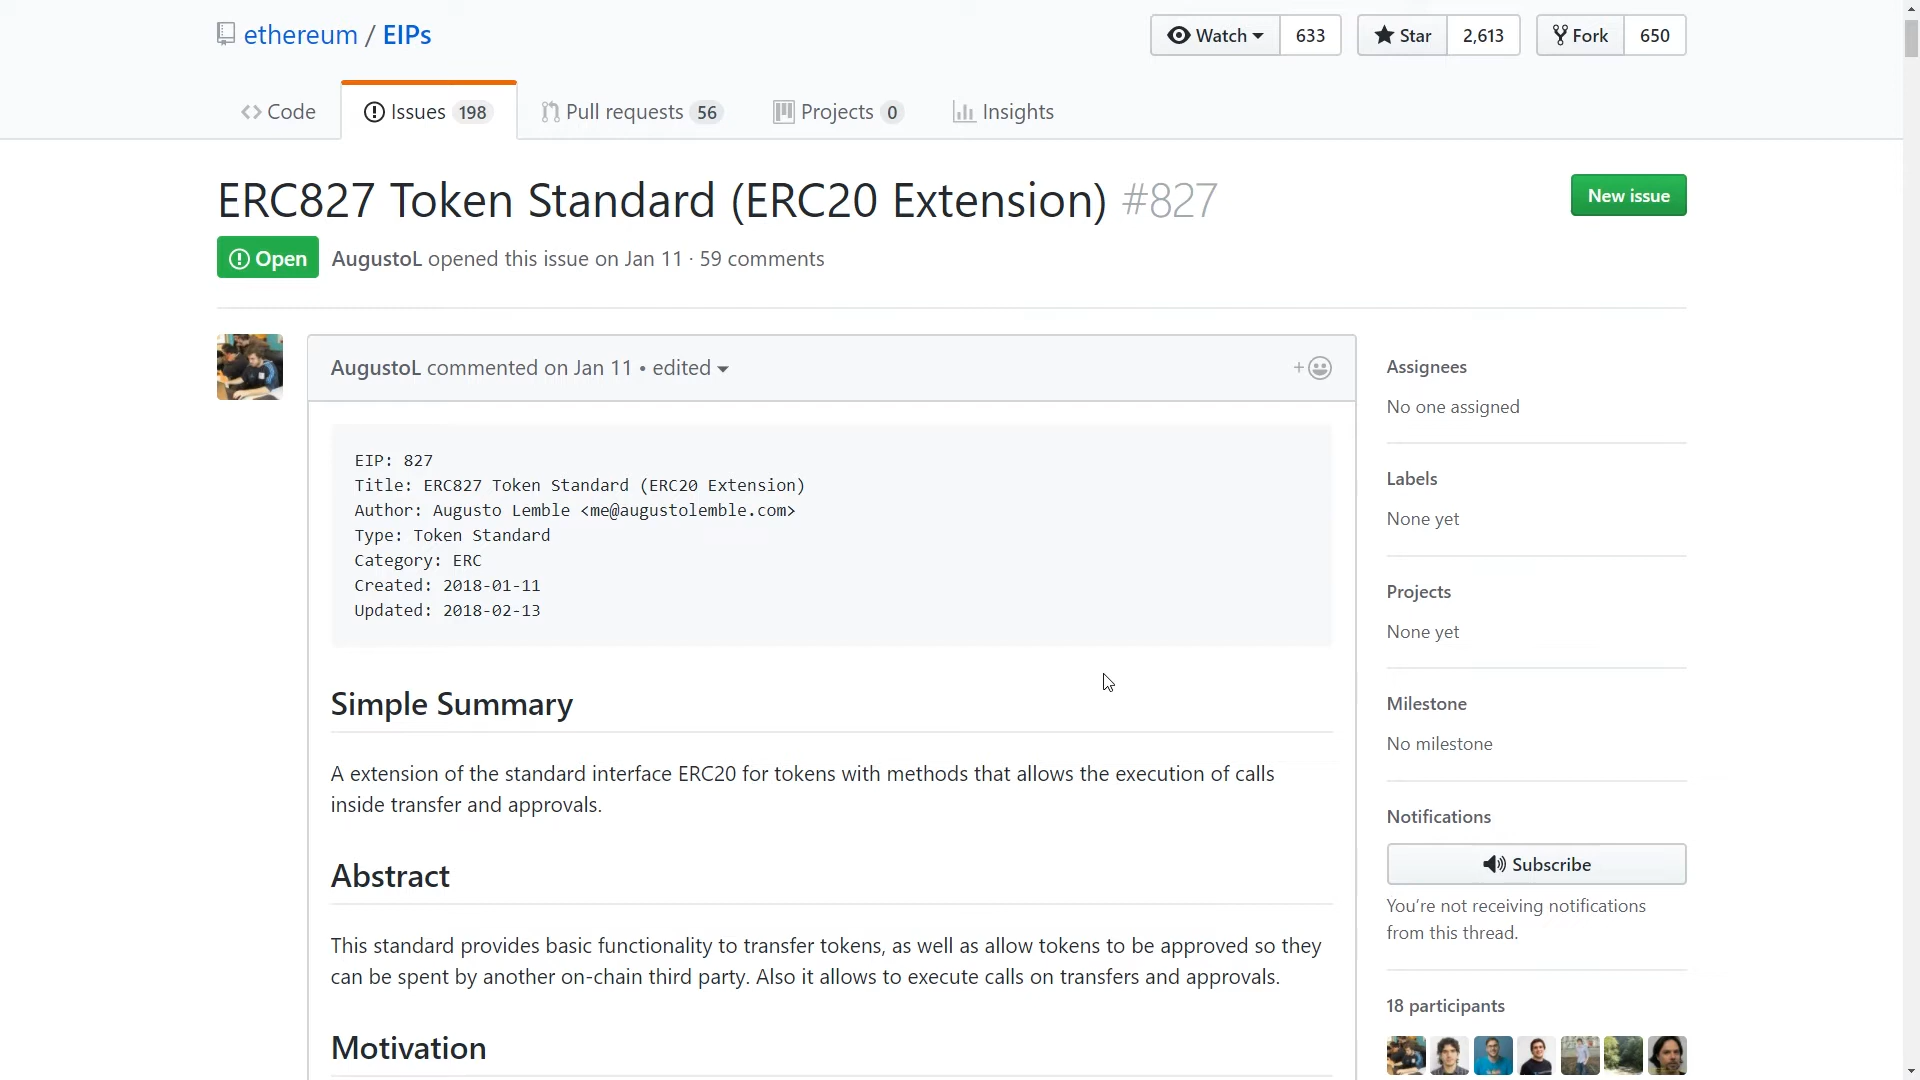 ethereum / EIPs
Watch 633
Star 2,613
Fork 650
Code
Issues 198
Pull requests 56
Projects 0
Insights
ERC827 Token Standard (ERC20 Extension) #827
New issue
Open
AugustoL opened this issue on Jan 11 · 59 comments
AugustoL commented on Jan 11 • edited
+
EIP: 827
Title: ERC827 Token Standard (ERC20 Extension)
Author: Augusto Lemble <me@augustolemble.com>
Type: Token Standard
Category: ERC
Created: 2018-01-11
Updated: 2018-02-13
Simple Summary
A extension of the standard interface ERC20 for tokens with methods that allows the execution of calls
inside transfer and approvals.
Abstract
This standard provides basic functionality to transfer tokens, as well as allow tokens to be approved so they
can be spent by another on-chain third party. Also it allows to execute calls on transfers and approvals.
Motivation
Assignees
No one assigned
Labels
None yet
Projects
None yet
Milestone
No milestone
Notifications
Subscribe
You're not receiving notifications
from this thread.
18 participants